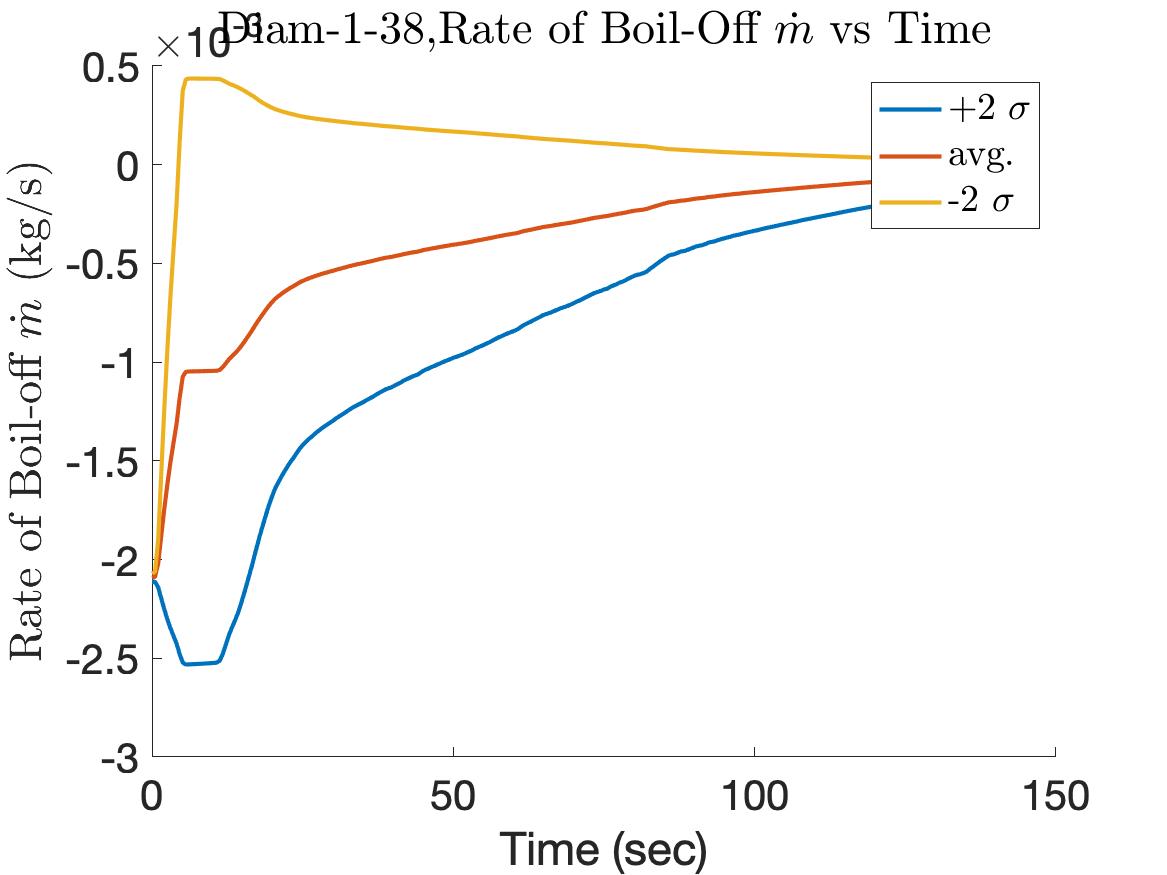 Diam-1-38,Rate of Boil-Off ṁ vs Time
×10
0.5
0
-0.5
-1
-1.5
-2
-2.5
-3
Rate of Boil-off ṁ (kg/s)
0 50 100 150
Time (sec)
+2 σ
avg.
-2 σ